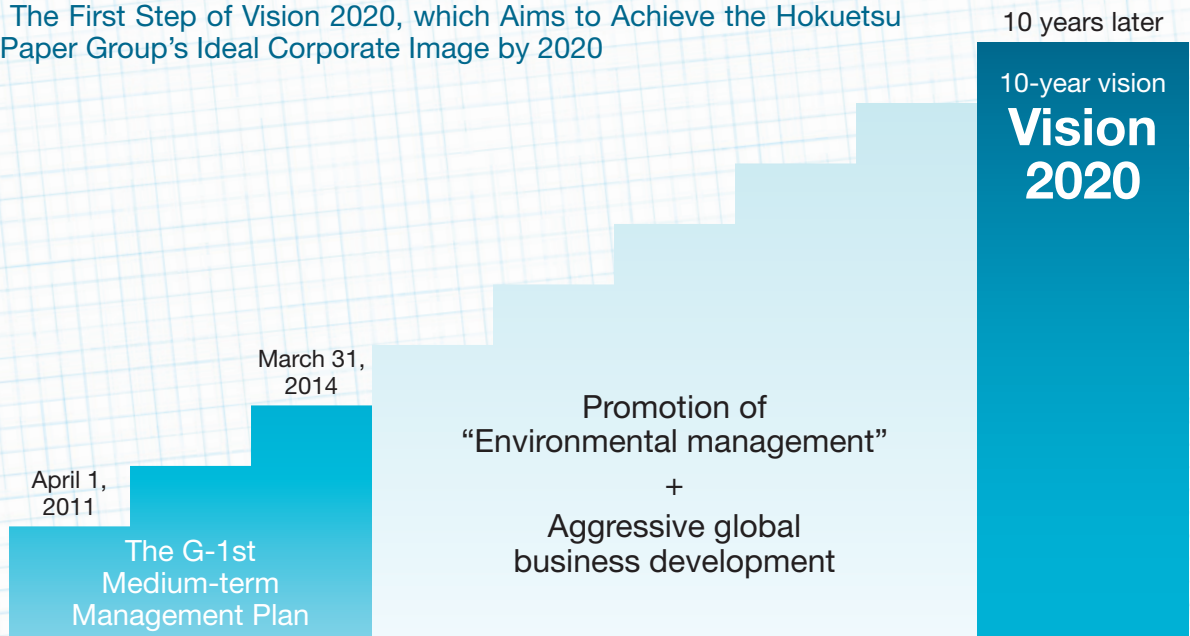 The First Step of Vision 2020, which Aims to Achieve the Hokuetsu
Paper Group’s Ideal Corporate Image by 2020
10 years later
10-year vision
Vision
2020
March 31,
2014
April 1,
2011
The G-1st
Medium-term
Management Plan
Promotion of
“Environmental management”
+
Aggressive global
business development